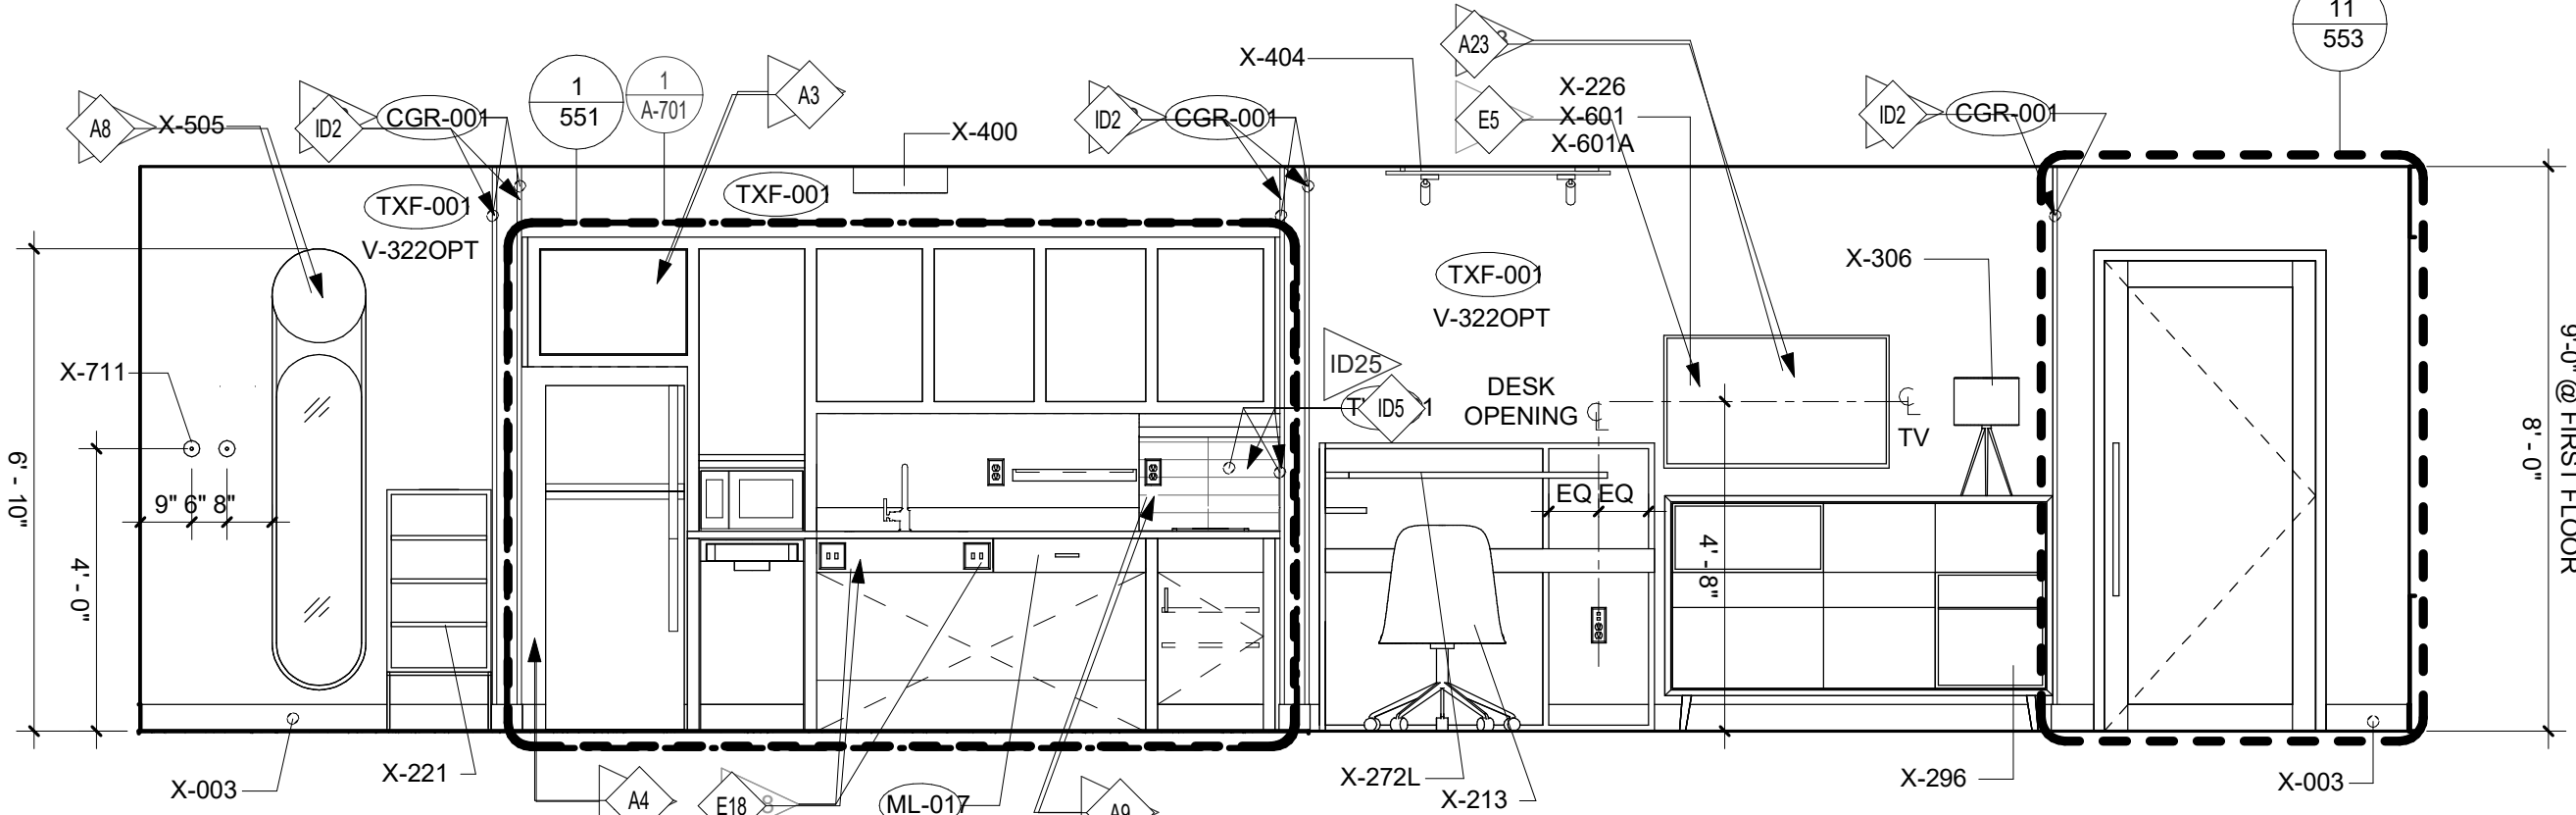 11
553
A23
X-404
X-226
X-601
X-601A
E5
1
551
1
A-701
A3
A8
X-505
ID2
CGR-001
X-400
ID2
CGR-001
ID2
CGR-001
TXF-001
V-322OPT
TXF-001
TXF-001
V-322OPT
X-306
ID25
ID5
DESK
OPENING
TV
X-711
6' - 10"
9" 6" 8"
4' - 0"
EQ EQ
4' - 8"
8' - 0"
9'-0" @ FIRST FLOOR
X-003
X-221
A4
E18
ML-017
A9
X-272L
X-213
X-296
X-003